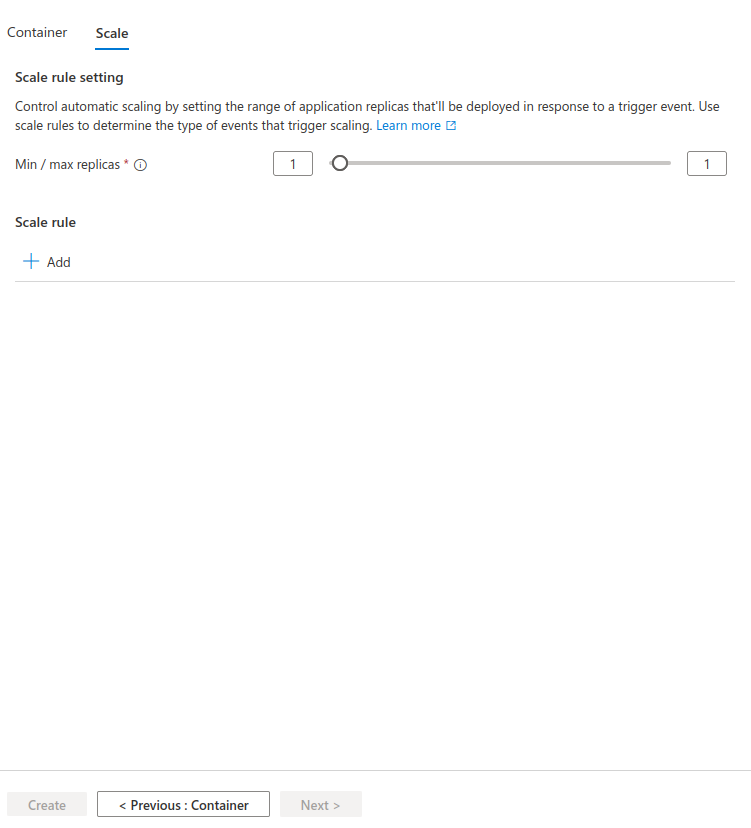 Container Scale
Scale rule setting
Control automatic scaling by setting the range of application replicas that'll be deployed in response to a trigger event. Use
scale rules to determine the type of events that trigger scaling. Learn more
Min / max replicas * 1 1
Scale rule
Add
Create < Previous : Container Next >